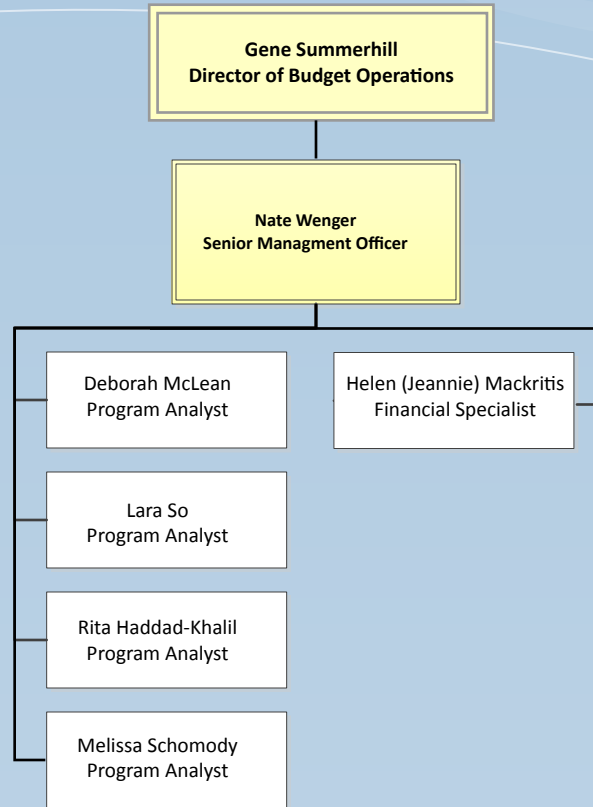 Gene Summerhill
Director of Budget Operations
Nate Wenger
Senior Managment Officer
Deborah McLean
Program Analyst
Helen (Jeannie) Mackritis
Financial Specialist
Lara So
Program Analyst
Rita Haddad-Khalil
Program Analyst
Melissa Schomody
Program Analyst